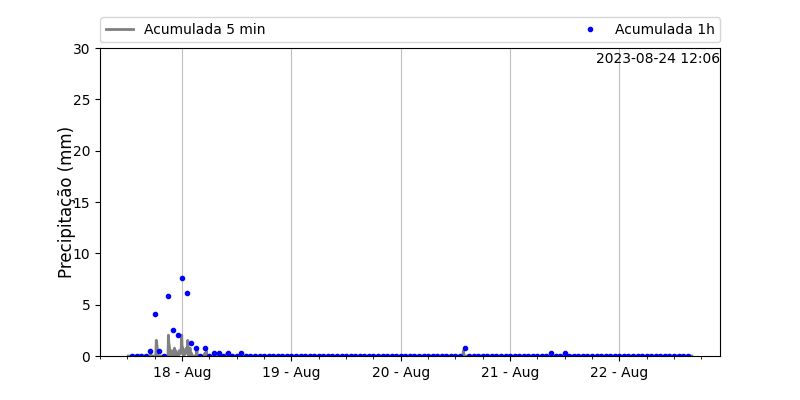 Acumulada 5 min
Acumulada 1h
2023-08-24 12:06
Precipitação (mm)
30
25
20
15
10
5
0
18 - Aug
19 - Aug
20 - Aug
21 - Aug
22 - Aug